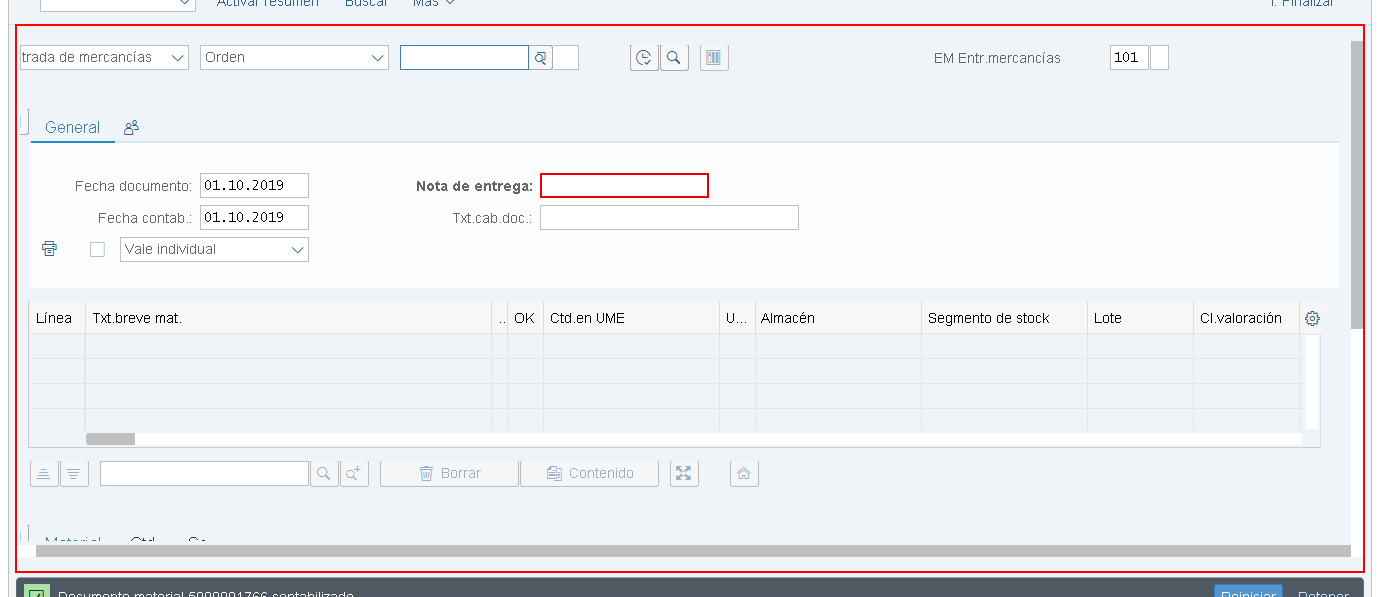 Activar resumen Buscar Más
Finalizar
trada de mercancías Orden EM Entr.mercancías 101
General
Fecha documento: 01.10.2019 Nota de entrega:
Fecha contab.: 01.10.2019 Txt.cab.doc.:
Vale individual
Línea Txt.breve mat. .. OK Ctd.en UME U... Almacén Segmento de stock Lote Cl.valoración
Borrar Contenido
Material Ctd.
Documento material 5000001766 contabilizado Reiniciar Detener